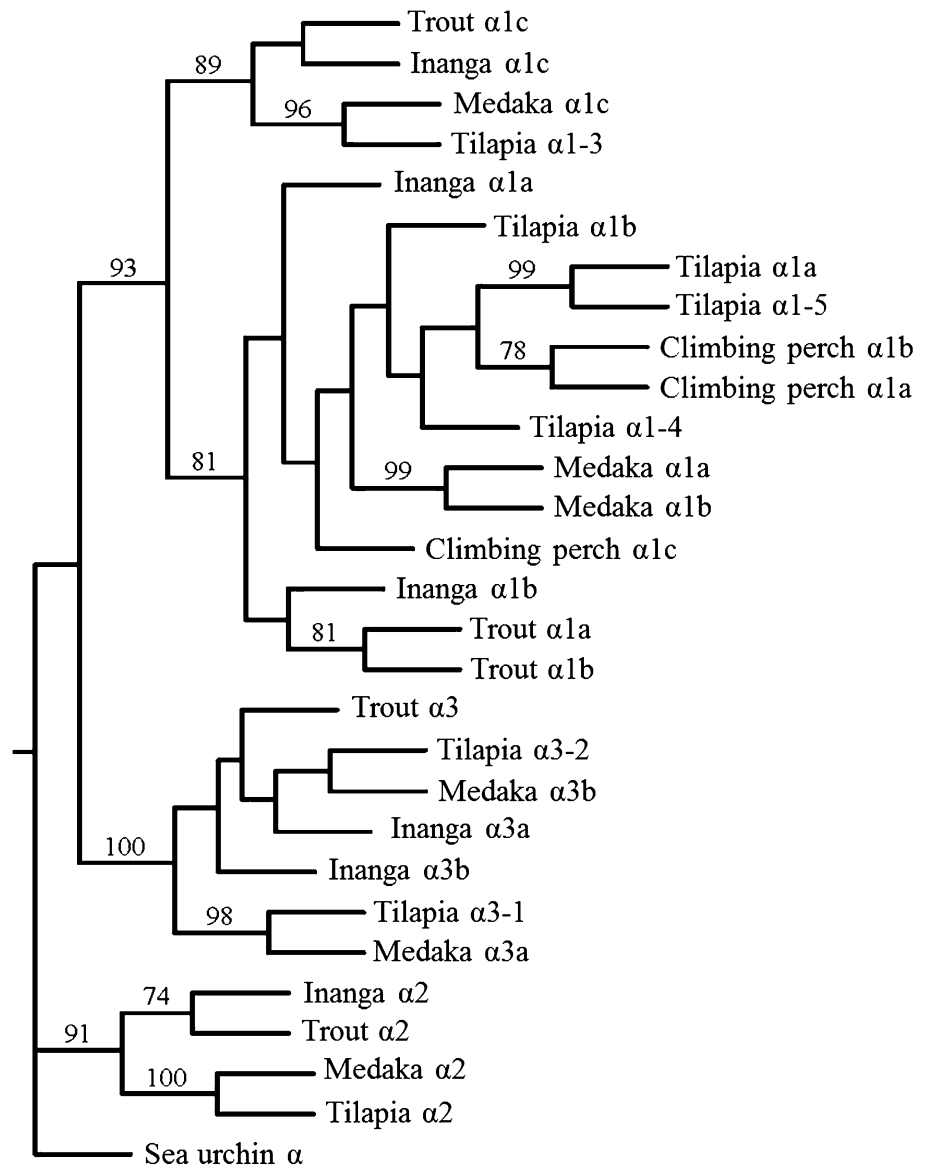 Trout α1c
89
Inanga α1c
Medaka α1c
96
Tilapia α1-3
Inanga α1a
Tilapia α1b
99
Tilapia α1a
93
Tilapia α1-5
Climbing perch α1b
78
Climbing perch α1a
Tilapia α1-4
81
99
Medaka α1a
Medaka α1b
Climbing perch α1c
Inanga α1b
81
Trout α1a
Trout α1b
Trout α3
Tilapia α3-2
Medaka α3b
Inanga α3a
100
Inanga α3b
98
Tilapia α3-1
Medaka α3a
74
Inanga α2
91
Trout α2
100
Medaka α2
Tilapia α2
Sea urchin α